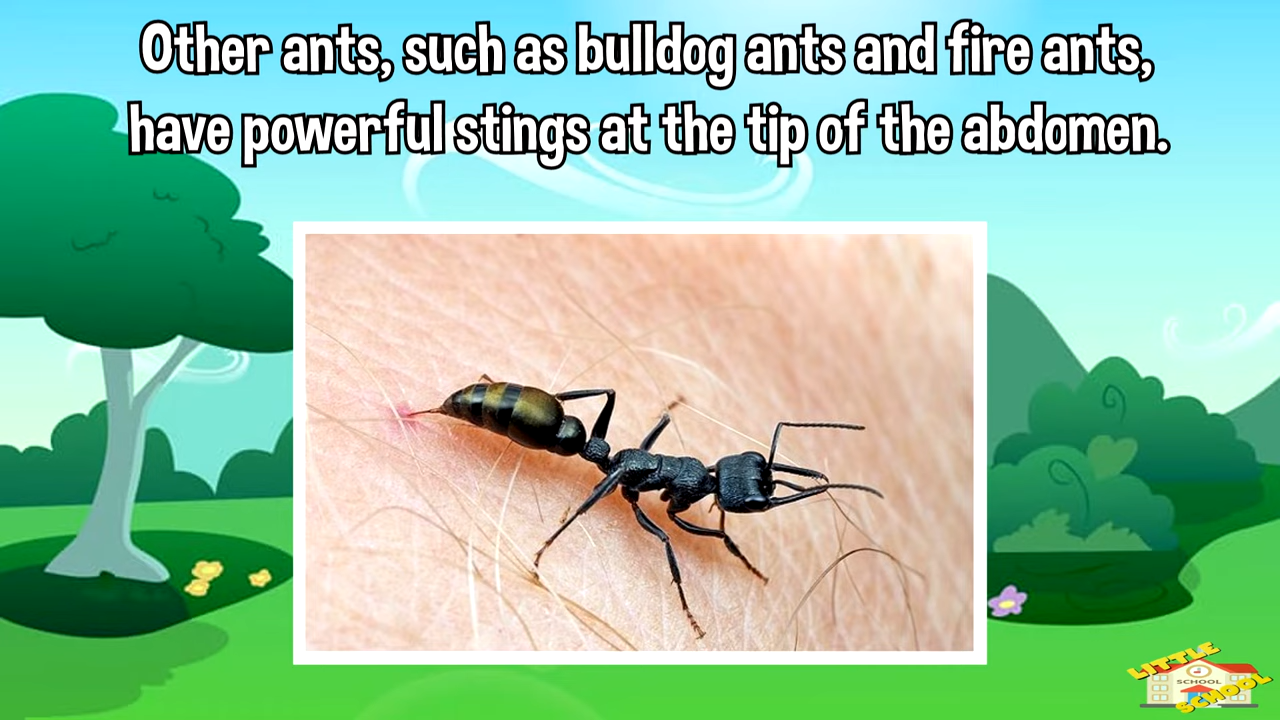 Other ants, such as bulldog ants and fire ants,
have powerful stings at the tip of the abdomen.
LITTLE
SCHOOL
SCHOOL